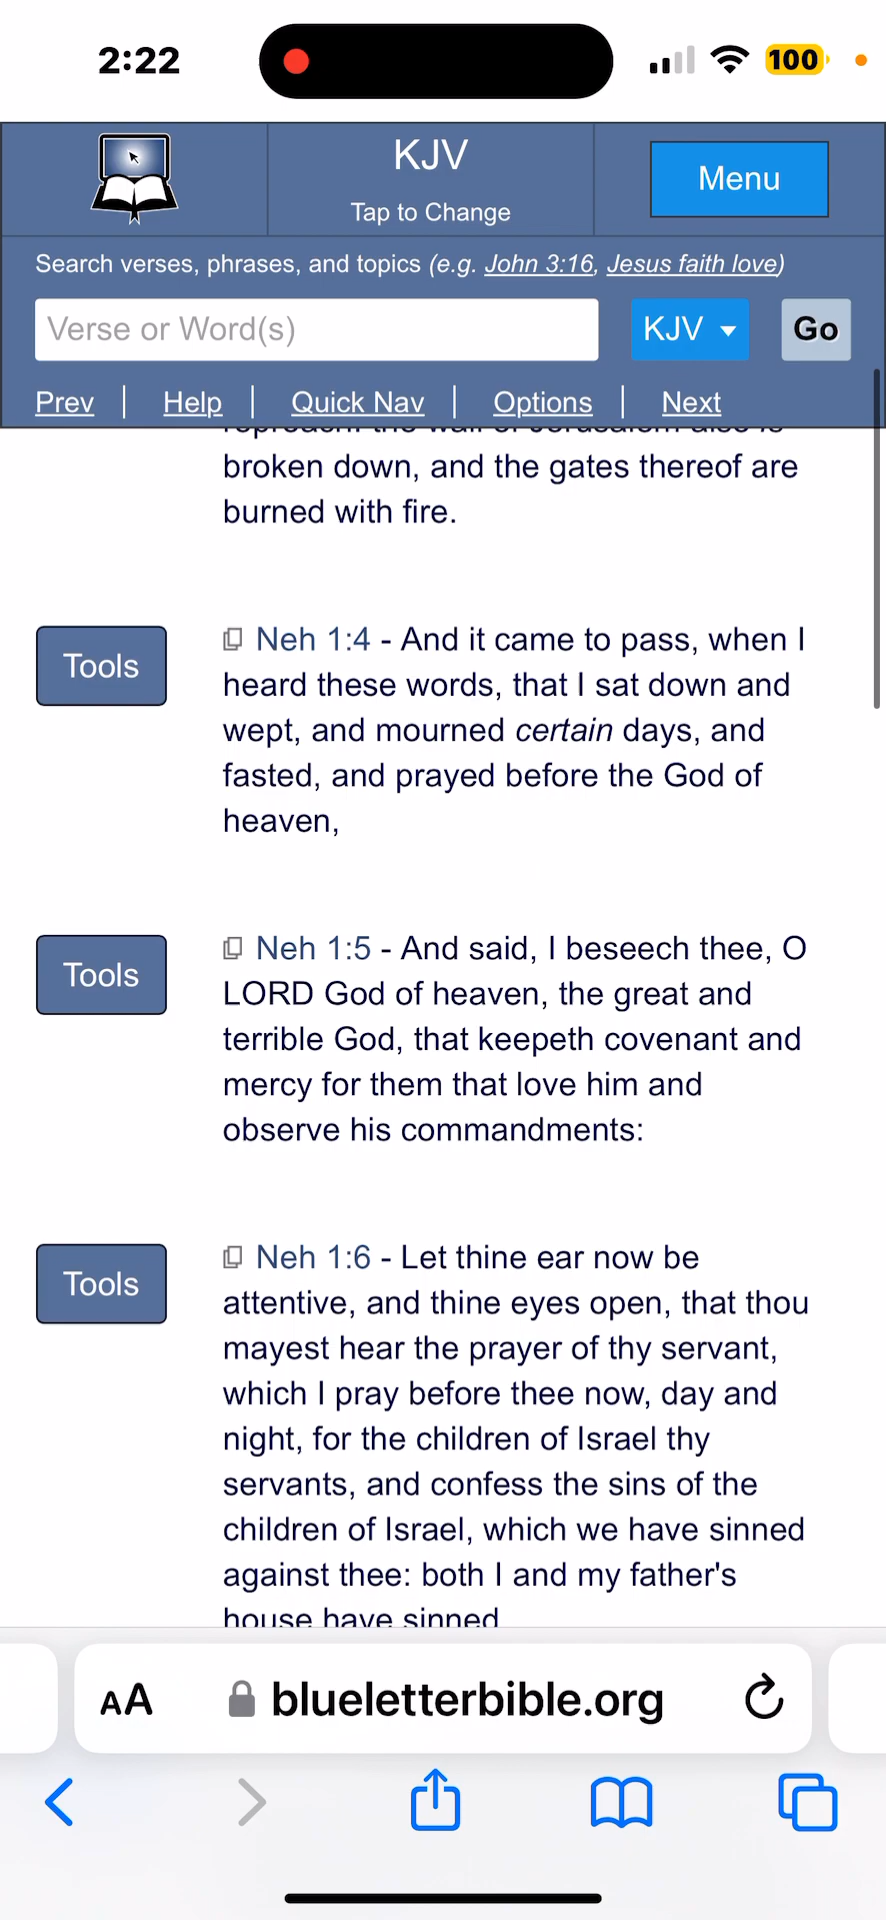 2:22
100
KJV
Tap to Change
Menu
Search verses, phrases, and topics (e.g. John 3:16, Jesus faith love)
Verse or Word(s)
KJV
Go
Prev | Help | Quick Nav | Options | Next
reproach: the wall of Jerusalem also is
broken down, and the gates thereof are
burned with fire.
Tools
Neh 1:4 - And it came to pass, when I
heard these words, that I sat down and
wept, and mourned certain days, and
fasted, and prayed before the God of
heaven,
Tools
Neh 1:5 - And said, I beseech thee, O
LORD God of heaven, the great and
terrible God, that keepeth covenant and
mercy for them that love him and
observe his commandments:
Tools
Neh 1:6 - Let thine ear now be
attentive, and thine eyes open, that thou
mayest hear the prayer of thy servant,
which I pray before thee now, day and
night, for the children of Israel thy
servants, and confess the sins of the
children of Israel, which we have sinned
against thee: both I and my father's
house have sinned
AA
blueletterbible.org